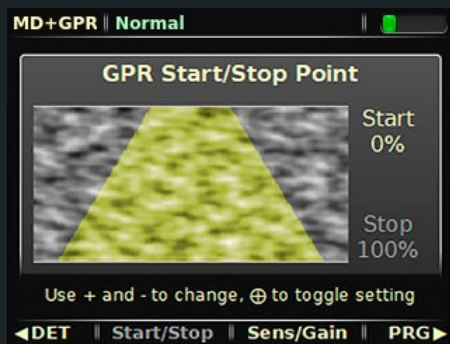 MD+GPR Normal
GPR Start/Stop Point
Start
0%
Stop
100%
Use + and - to change, ⊕ to toggle setting
◄DET Start/Stop Sens/Gain PRG►